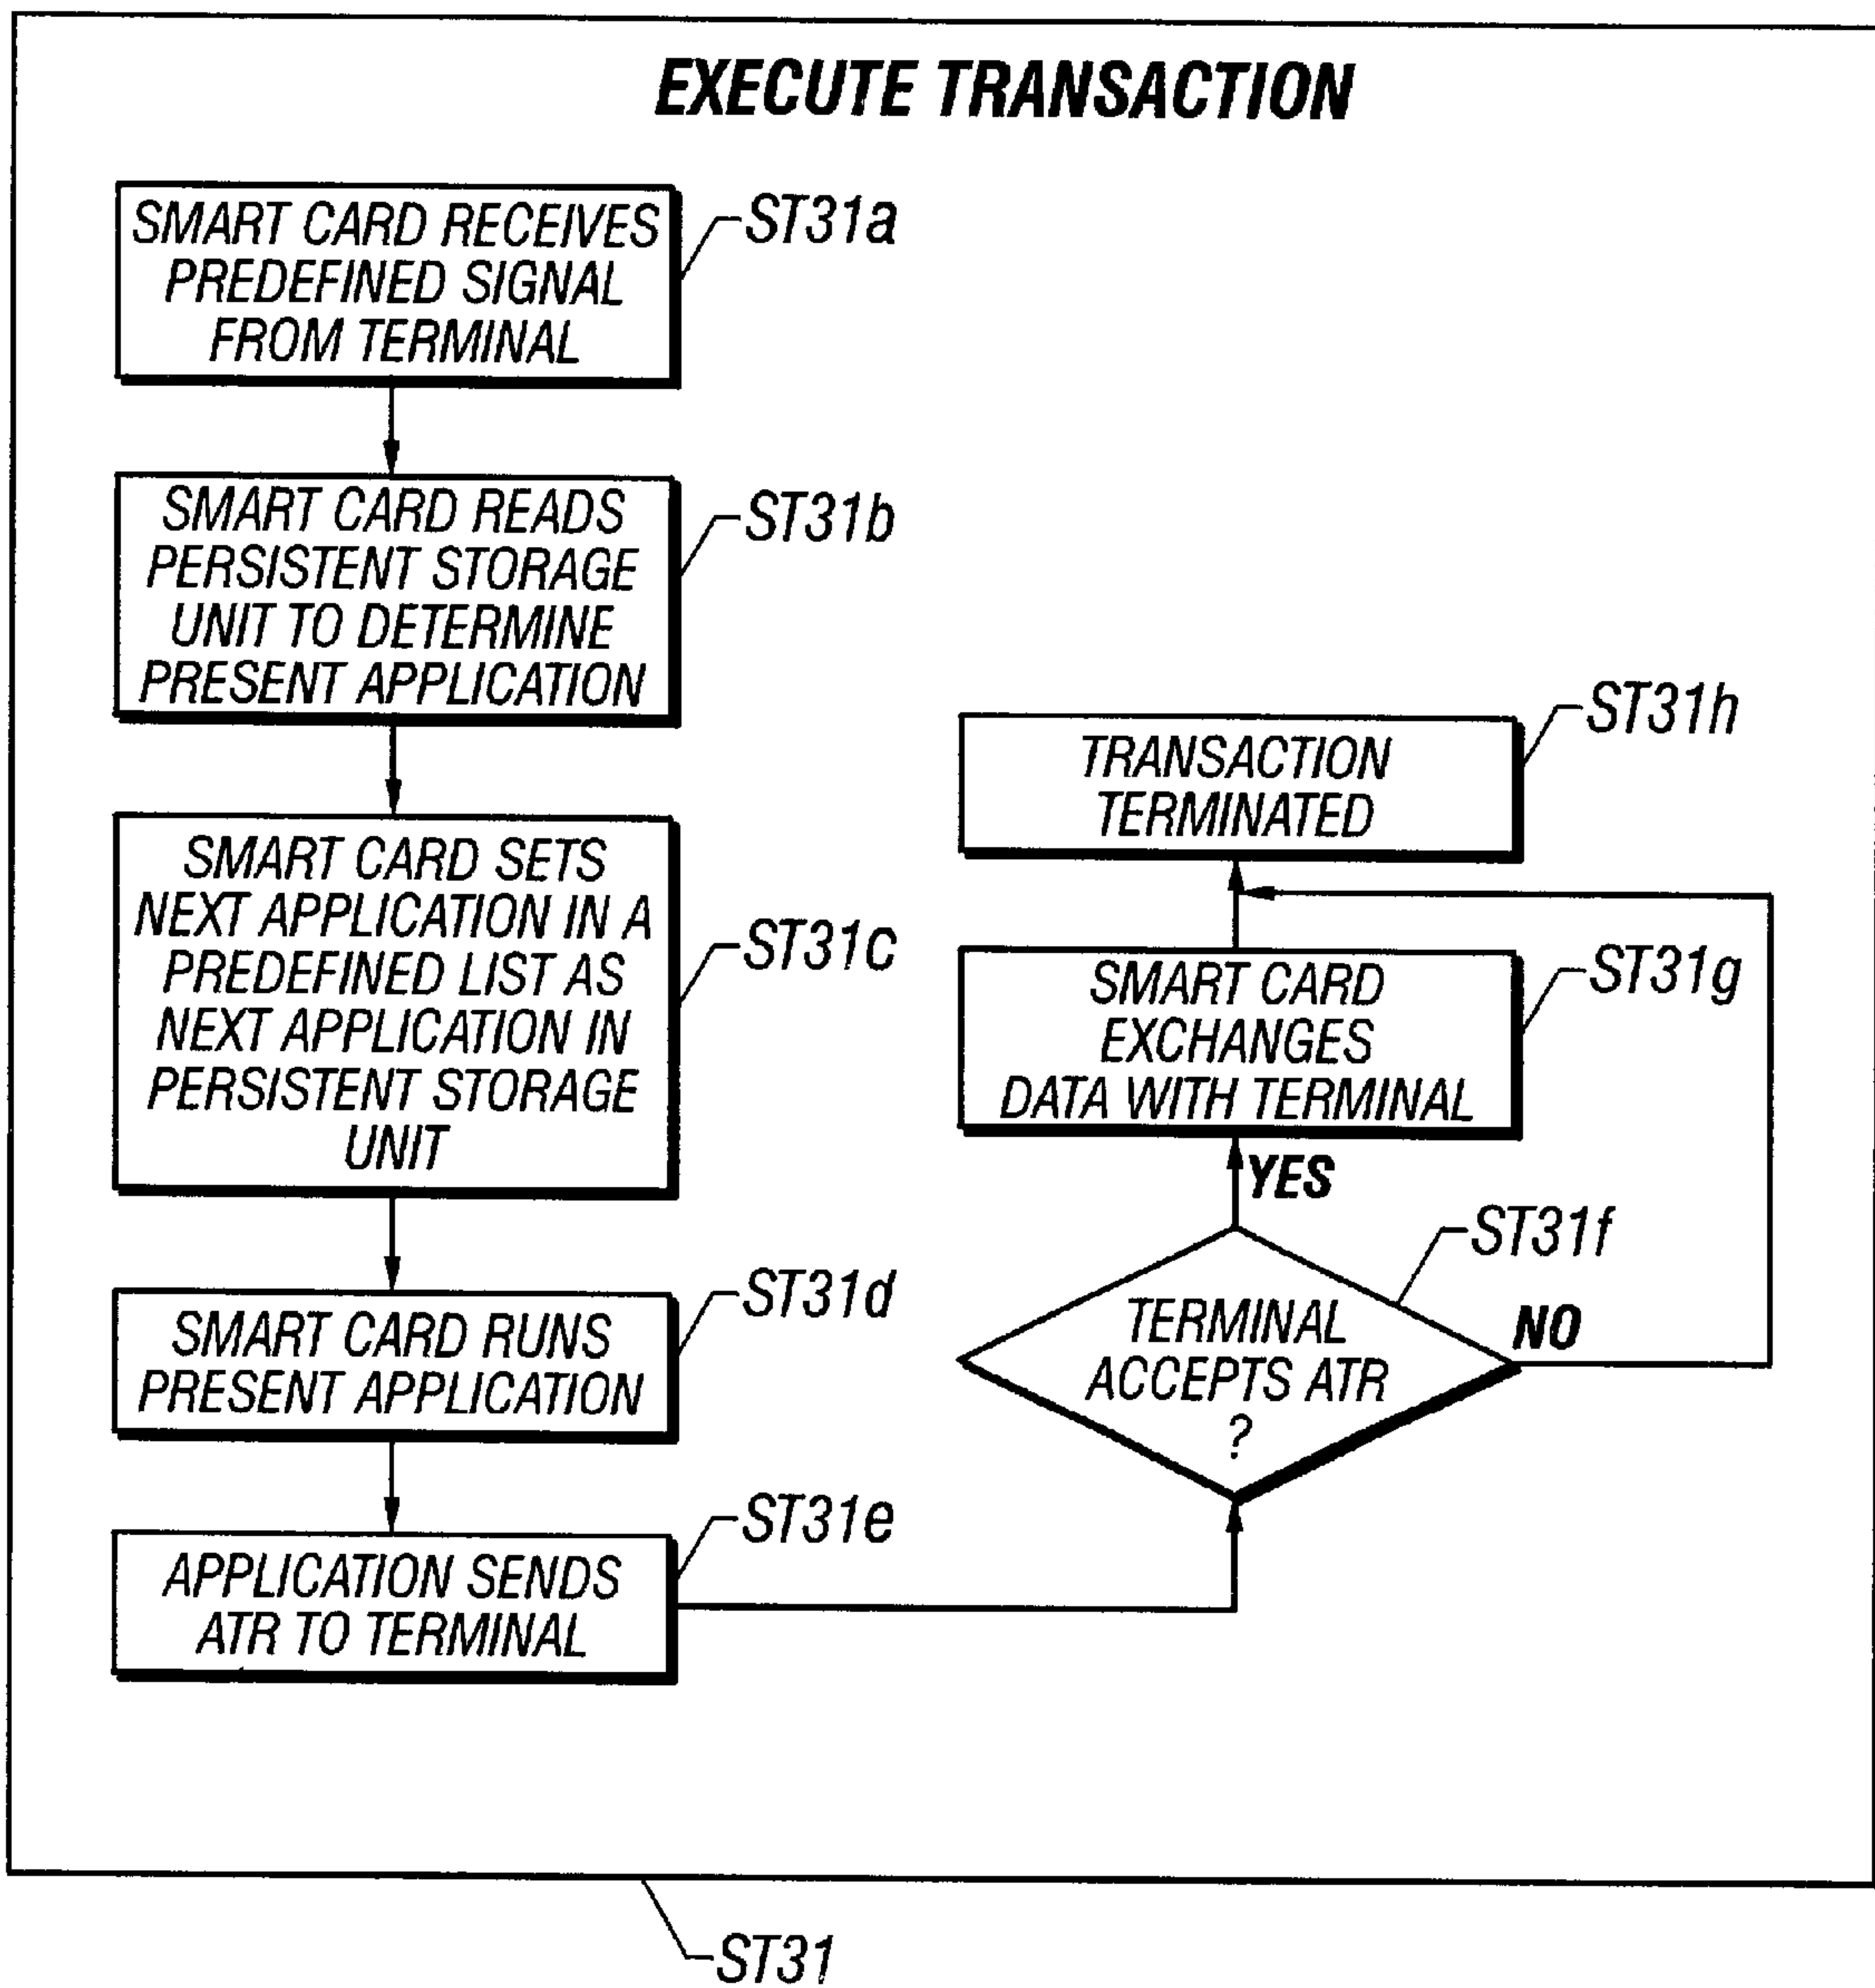 EXECUTE TRANSACTION
SMART CARD RECEIVES
PREDEFINED SIGNAL
FROM TERMINAL
ST31a
SMART CARD READS
PERSISTENT STORAGE
UNIT TO DETERMINE
PRESENT APPLICATION
ST31b
SMART CARD SETS
NEXT APPLICATION IN A
PREDEFINED LIST AS
NEXT APPLICATION IN
PERSISTENT STORAGE
UNIT
ST31c
SMART CARD RUNS
PRESENT APPLICATION
ST31d
APPLICATION SENDS
ATR TO TERMINAL
ST31e
TERMINAL
ACCEPTS ATR
?
ST31f
YES
NO
SMART CARD
EXCHANGES
DATA WITH TERMINAL
ST31g
TRANSACTION
TERMINATED
ST31h
ST31